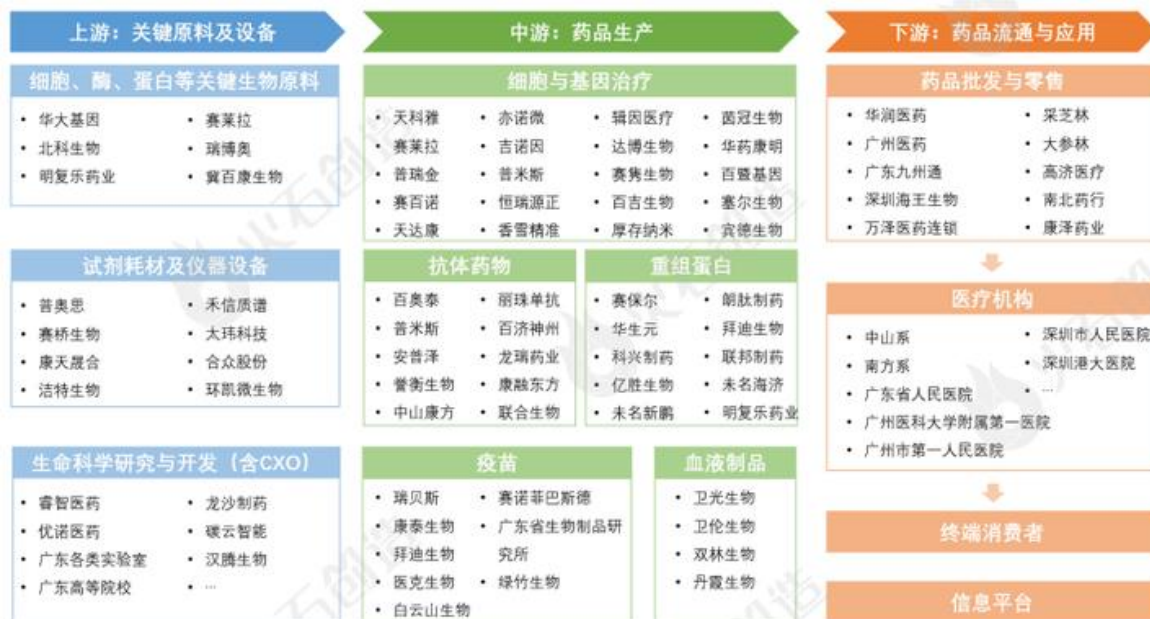 上游：关键原料及设备
细胞、酶、蛋白等关键生物原料
• 华大基因 • 赛莱拉
• 北科生物 • 瑞博奥
• 明复乐药业 • 冀百康生物
试剂耗材及仪器设备
• 普奥思 • 禾信质谱
• 赛桥生物 • 太玮科技
• 康天晟合 • 合众股份
• 洁特生物 • 环凯微生物
生命科学研究与开发（含CXO）
• 睿智医药 • 龙沙制药
• 优诺医药 • 碳云智能
• 广东各类实验室 • 汉腾生物
• 广东高等院校 • …
中游：药品生产
细胞与基因治疗
• 天科雅 • 亦诺微 • 辑因医疗 • 茵冠生物
• 赛莱拉 • 吉诺因 • 达博生物 • 华药康明
• 普瑞金 • 普米斯 • 赛隽生物 • 百暨基因
• 赛百诺 • 恒瑞源正 • 百吉生物 • 塞尔生物
• 天达康 • 香雪精准 • 厚存纳米 • 宾德生物
抗体药物
• 百奥泰 • 丽珠单抗
• 普米斯 • 百济神州
• 安普泽 • 龙瑞药业
• 誉衡生物 • 康融东方
• 中山康方 • 联合生物
重组蛋白
• 赛保尔 • 朗肽制药
• 华生元 • 拜迪生物
• 科兴制药 • 联邦制药
• 亿胜生物 • 未名海济
• 未名新鹏 • 明复乐药业
疫苗
• 瑞贝斯 • 赛诺菲巴斯德
• 康泰生物 • 广东省生物制品研
• 拜迪生物 究所
• 医克生物 • 绿竹生物
• 白云山生物
血液制品
• 卫光生物
• 卫伦生物
• 双林生物
• 丹霞生物
下游：药品流通与应用
药品批发与零售
• 华润医药 • 采芝林
• 广州医药 • 大参林
• 广东九州通 • 高济医疗
• 深圳海王生物 • 南北药行
• 万泽医药连锁 • 康泽药业
医疗机构
• 中山系 • 深圳市人民医院
• 南方系 深圳港大医院
• 广东省人民医院 • …
• 广州医科大学附属第一医院
• 广州市第一人民医院
终端消费者
信息平台
火石创造